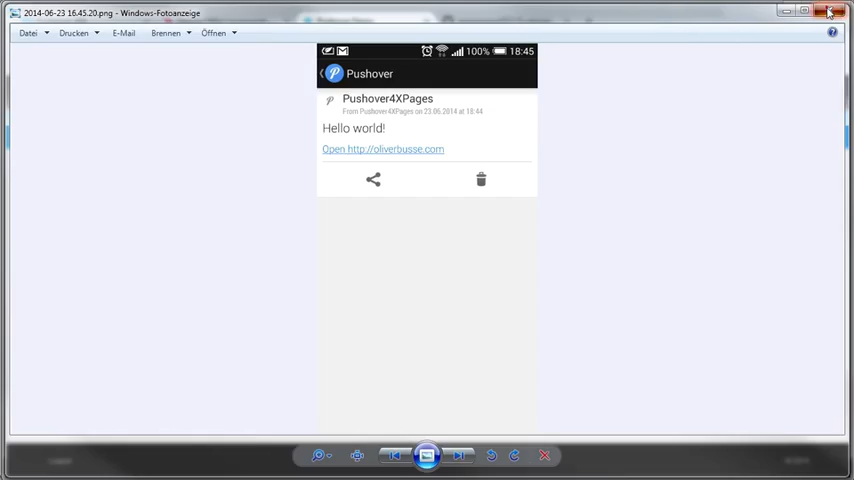 2014-06-23 16.45.20.png - Windows-Fotoanzeige
Datei Drucken E-Mail Brennen Öffnen
100% 18:45
Pushover
Pushover4XPages
From Pushover4XPages on 23.06.2014 at 18:44
Hello world!
Open http://oliverbusse.com